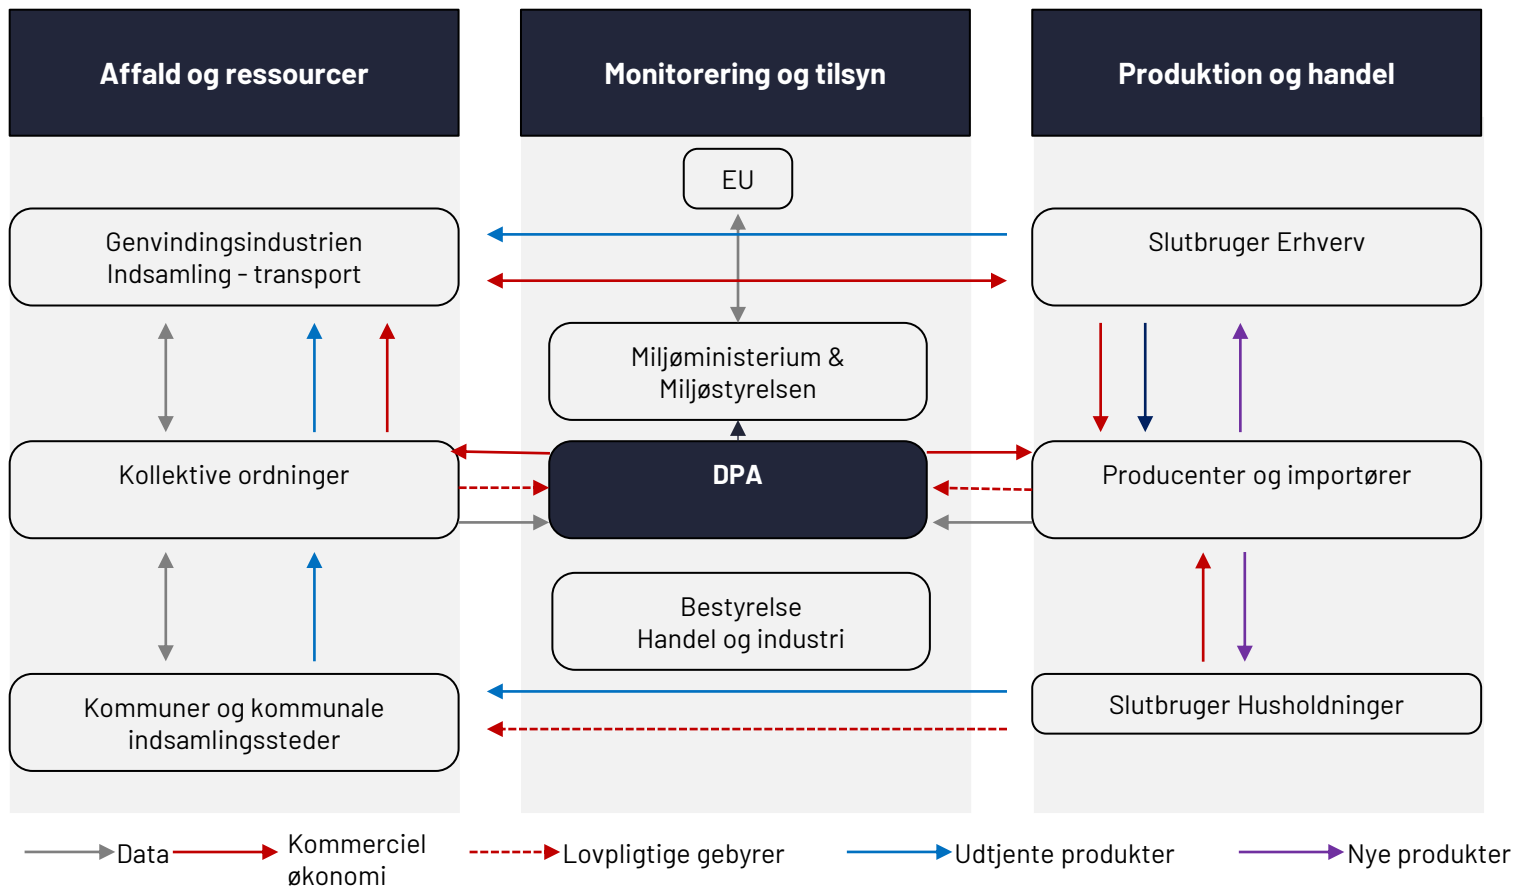 Affald og ressourcer
Monitorering og tilsyn
Produktion og handel
EU
Genvindingsindustrien
Indsamling - transport
Slutbruger Erhverv
Miljøministerium &
Miljøstyrelsen
Kollektive ordninger
DPA
Producenter og importører
Bestyrelse
Handel og industri
Kommuner og kommunale
indsamlingssteder
Slutbruger Husholdninger
Data
Kommerciel
økonomi
Lovpligtige gebyrer
Udtjente produkter
Nye produkter